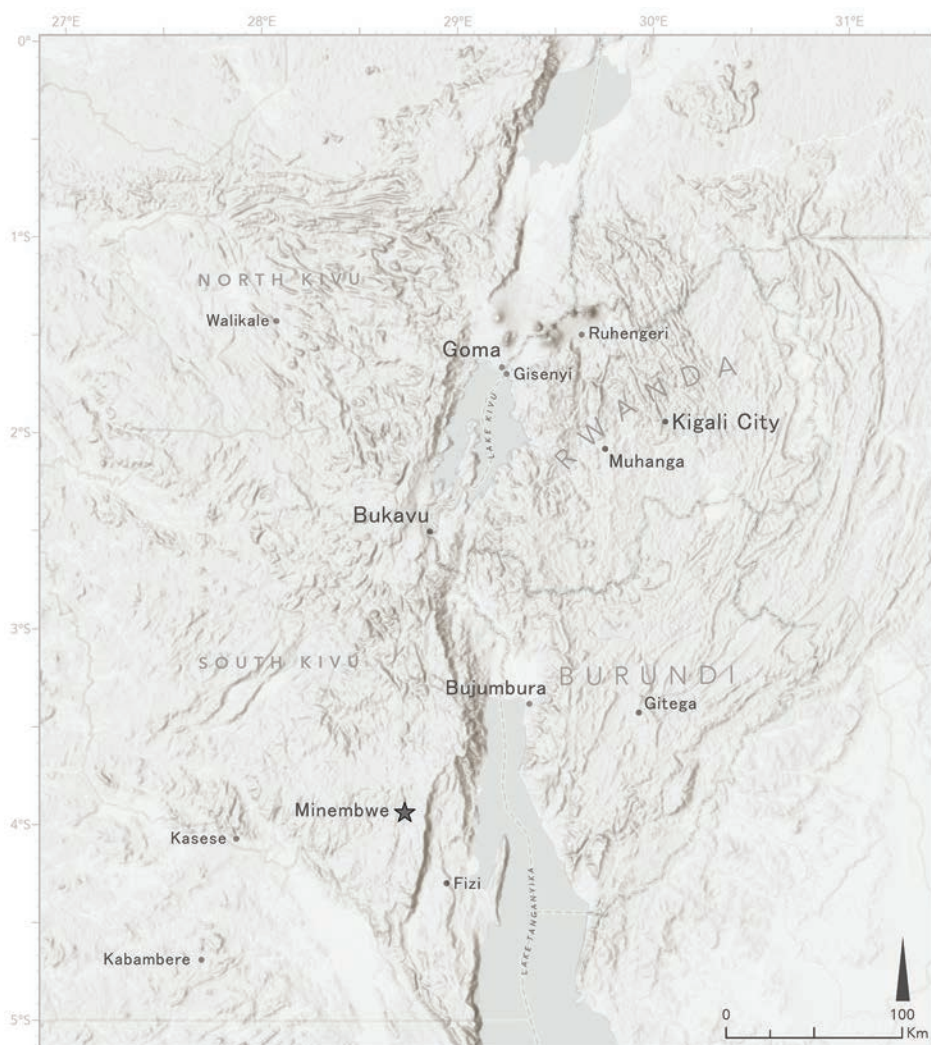 27°E 28°E 29°E 30°E 31°E
0°
1°S
NORTH KIVU
Walikale
Ruhengeri
Goma
Gisenyi
LAKE KIVU
RWANDA
Kigali City
2°S
Muhanga
Bukavu
3°S
SOUTH KIVU
BURUNDI
Bujumbura
Gitega
Minembwe
4°S
Kasese
Fizi
LAKE TANGANYIKA
Kabambere
5°S
0 100
Km